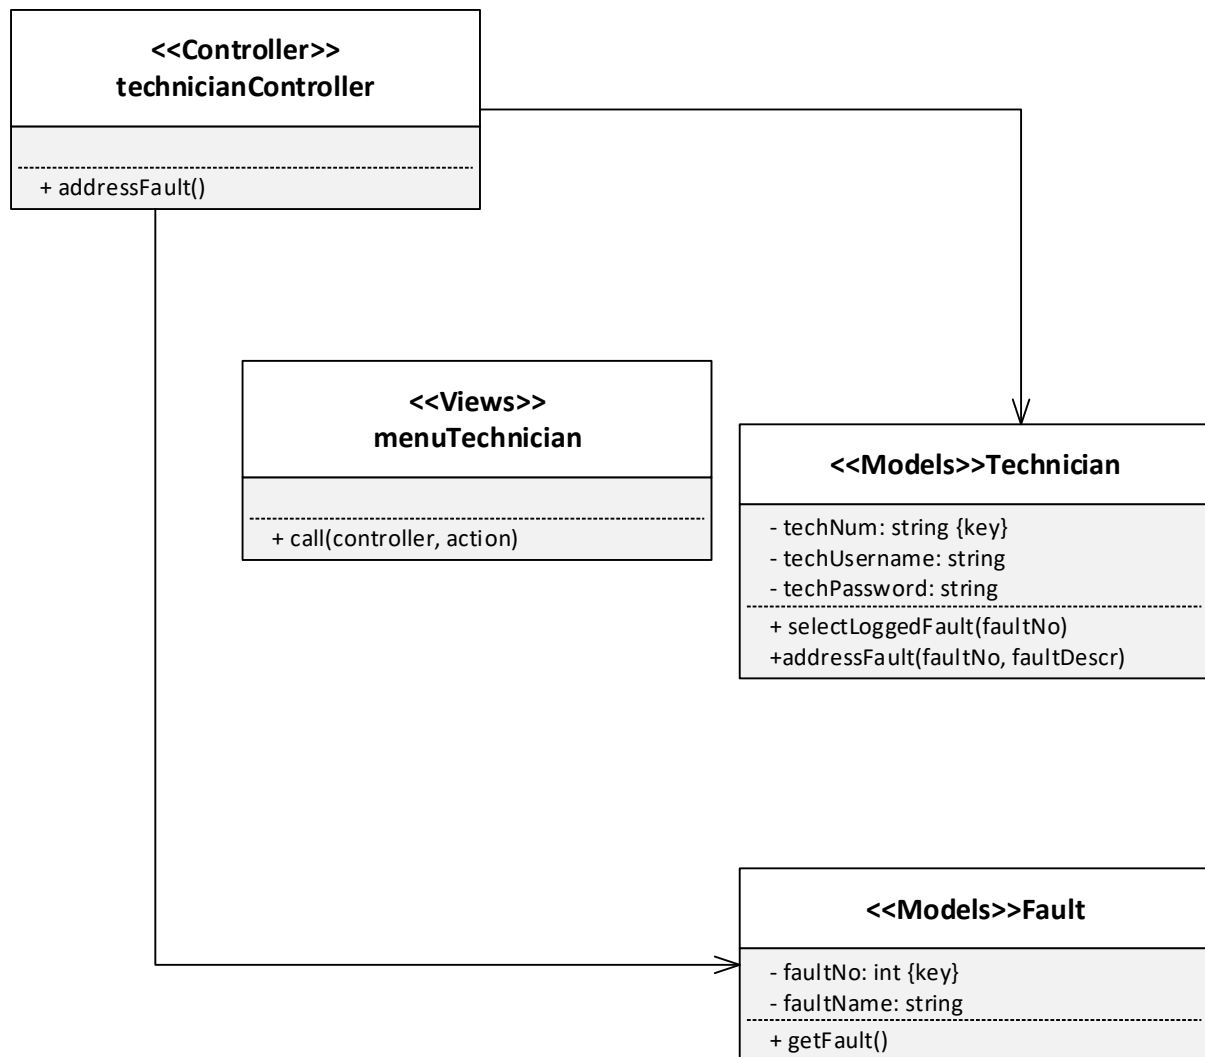 <<Controller>>
technicianController
+ addressFault()
<<Views>>
menuTechnician
+ call(controller, action)
<<Models>>Technician
- techNum: string {key}
- techUsername: string
- techPassword: string
+ selectLoggedFault(faultNo)
+addressFault(faultNo, faultDescr)
<<Models>>Fault
- faultNo: int {key}
- faultName: string
+ getFault()